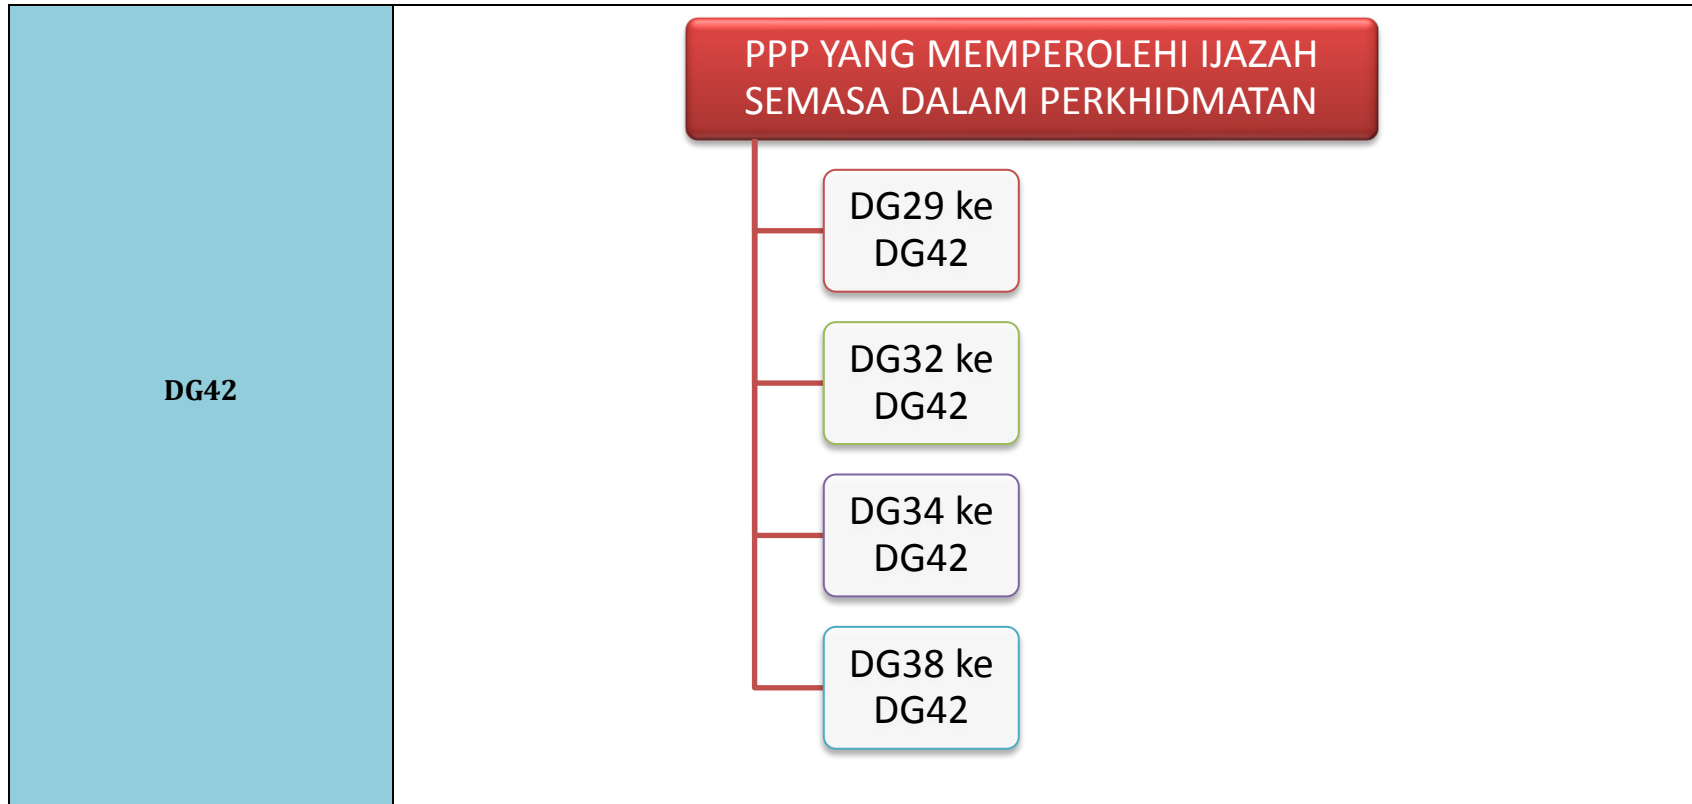 DG42
PPP YANG MEMPEROLEHI IJAZAH
SEMASA DALAM PERKHIDMATAN
DG29 ke
DG42
DG32 ke
DG42
DG34 ke
DG42
DG38 ke
DG42